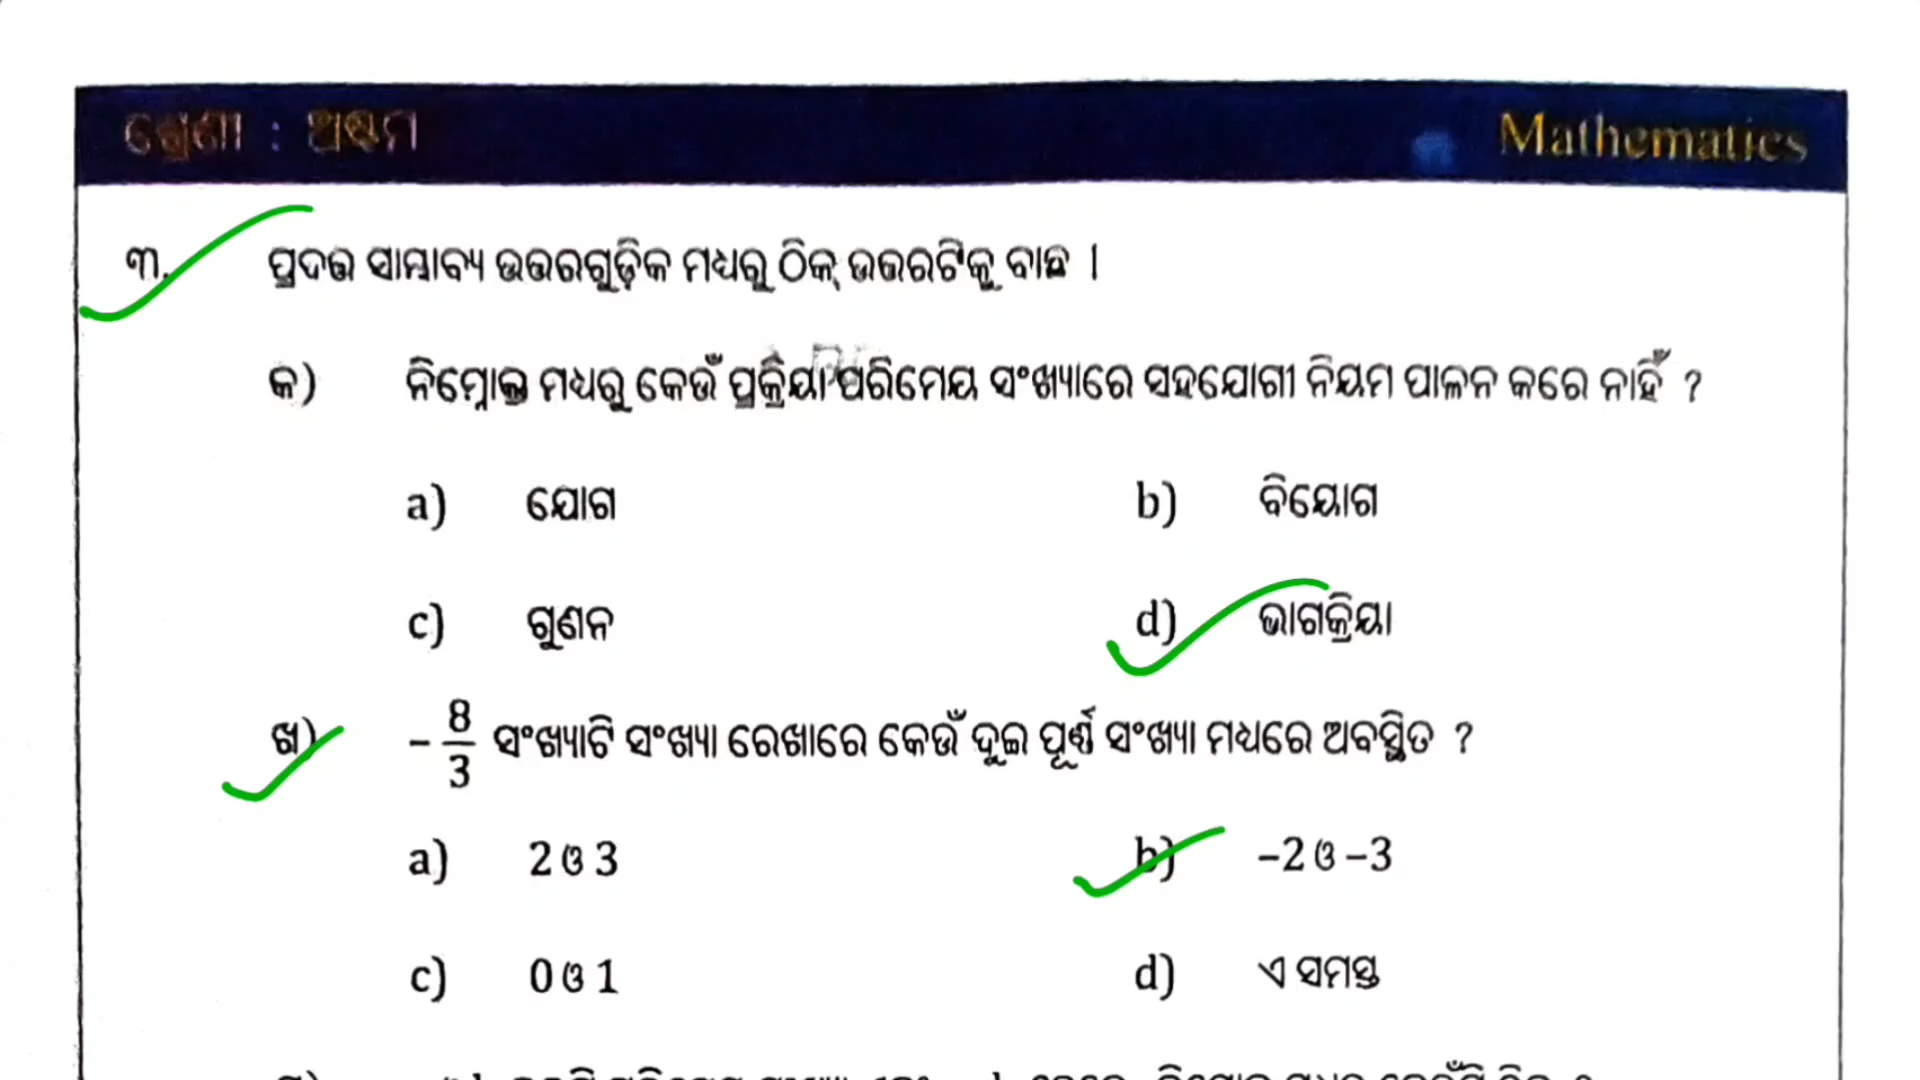 ଶ୍ରେଣୀ : ଅଷ୍ଟମ Mathematics
୩. ପ୍ରଦତ୍ତ ସାମ୍ଭାବ୍ୟ ଉତ୍ତରଗୁଡ଼ିକ ମଧ୍ୟରୁ ଠିକ୍ ଉତ୍ତରଟିକୁ ବାଛ ।
କ) ନିମ୍ନୋକ୍ତ ମଧ୍ୟରୁ କେଉଁ ପ୍ରକ୍ରିୟା ପରିମେୟ ସଂଖ୍ୟାରେ ସହଯୋଗୀ ନିୟମ ପାଳନ କରେ ନାହିଁ ?
a) ଯୋଗ b) ବିୟୋଗ
c) ଗୁଣନ d) ଭାଗକ୍ରିୟା
ଖ) -8/3 ସଂଖ୍ୟାଟି ସଂଖ୍ୟା ରେଖାରେ କେଉଁ ଦୁଇ ପୂର୍ଣ୍ଣ ସଂଖ୍ୟା ମଧ୍ୟରେ ଅବସ୍ଥିତ ?
a) 2 ଓ 3 b) –2 ଓ –3
c) 0 ଓ 1 d) ଏ ସମସ୍ତ